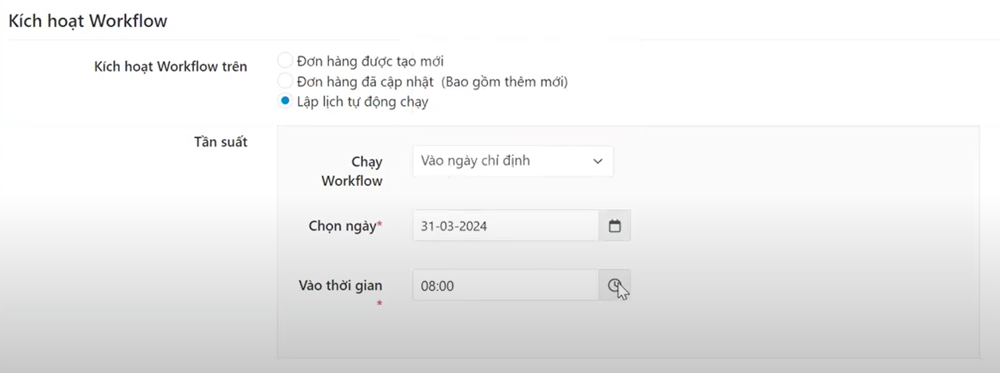 Kích hoạt Workflow
Kích hoạt Workflow trên
Đơn hàng được tạo mới
Đơn hàng đã cập nhật (Bao gồm thêm mới)
Lập lịch tự động chạy
Tần suất
Chạy
Workflow
Vào ngày chỉ định
Chọn ngày*
31-03-2024
Vào thời gian
*
08:00